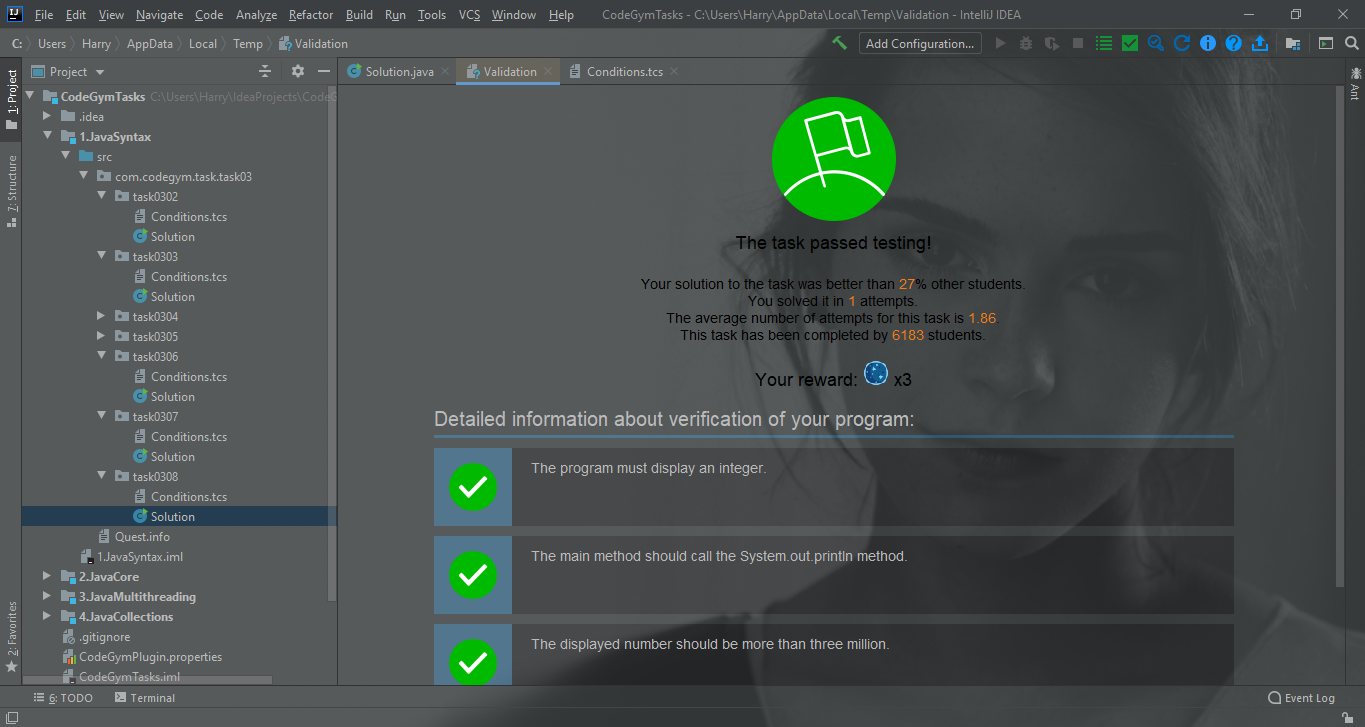 File Edit View Navigate Code Analyze Refactor Build Run Tools VCS Window Help CodeGymTasks - C:\Users\Harry\AppData\Local\Temp\Validation - IntelliJ IDEA
C: Users Harry AppData Local Temp Validation Add Configuration...
Project Solution.java Validation Conditions.tcs
1: Project
Ant
7: Structure
2: Favorites
CodeGymTasks C:\Users\Harry\IdeaProjects\CodeG
.idea
1.JavaSyntax
src
com.codegym.task.task03
task0302
Conditions.tcs
Solution
task0303
Conditions.tcs
Solution
task0304
task0305
task0306
Conditions.tcs
Solution
task0307
Conditions.tcs
Solution
task0308
Conditions.tcs
Solution
Quest.info
1JavaSyntax.iml
2.JavaCore
3.JavaMultithreading
4.JavaCollections
.gitignore
CodeGymPlugin.properties
CodeGymTasks.iml
The task passed testing!
Your solution to the task was better than 27% other students.
You solved it in 1 attempts.
The average number of attempts for this task is 1.86.
This task has been completed by 6183 students.
Your reward: x3
Detailed information about verification of your program:
The program must display an integer.
The main method should call the System.out.println method.
The displayed number should be more than three million.
6: TODO Terminal Event Log